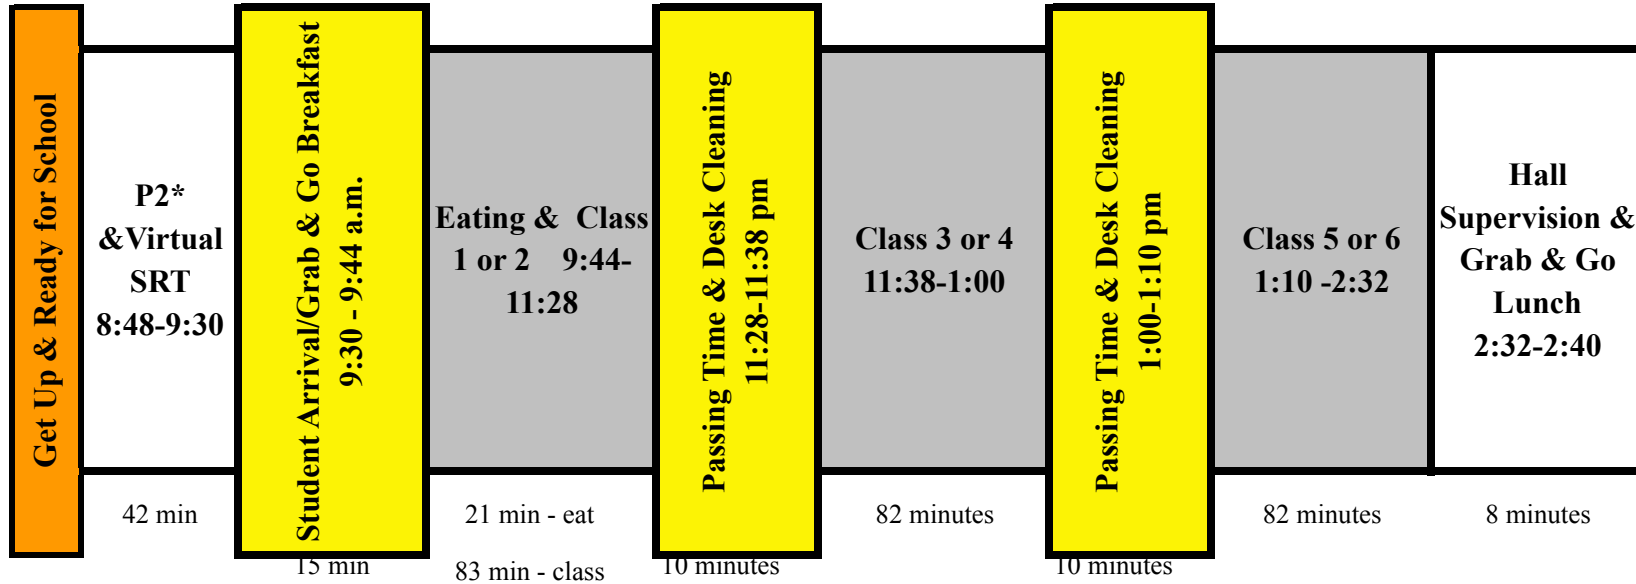 Get Up & Ready for School
P2*
&Virtual
SRT
8:48-9:30
Student Arrival/Grab & Go Breakfast
9:30 - 9:44 a.m.
Eating & Class
1 or 2 9:44-
11:28
Passing Time & Desk Cleaning
11:28-11:38 pm
Class 3 or 4
11:38-1:00
Passing Time & Desk Cleaning
1:00-1:10 pm
Class 5 or 6
1:10 -2:32
Hall
Supervision &
Grab & Go
Lunch
2:32-2:40
42 min
15 min
21 min - eat
83 min - class
10 minutes
82 minutes
10 minutes
82 minutes
8 minutes